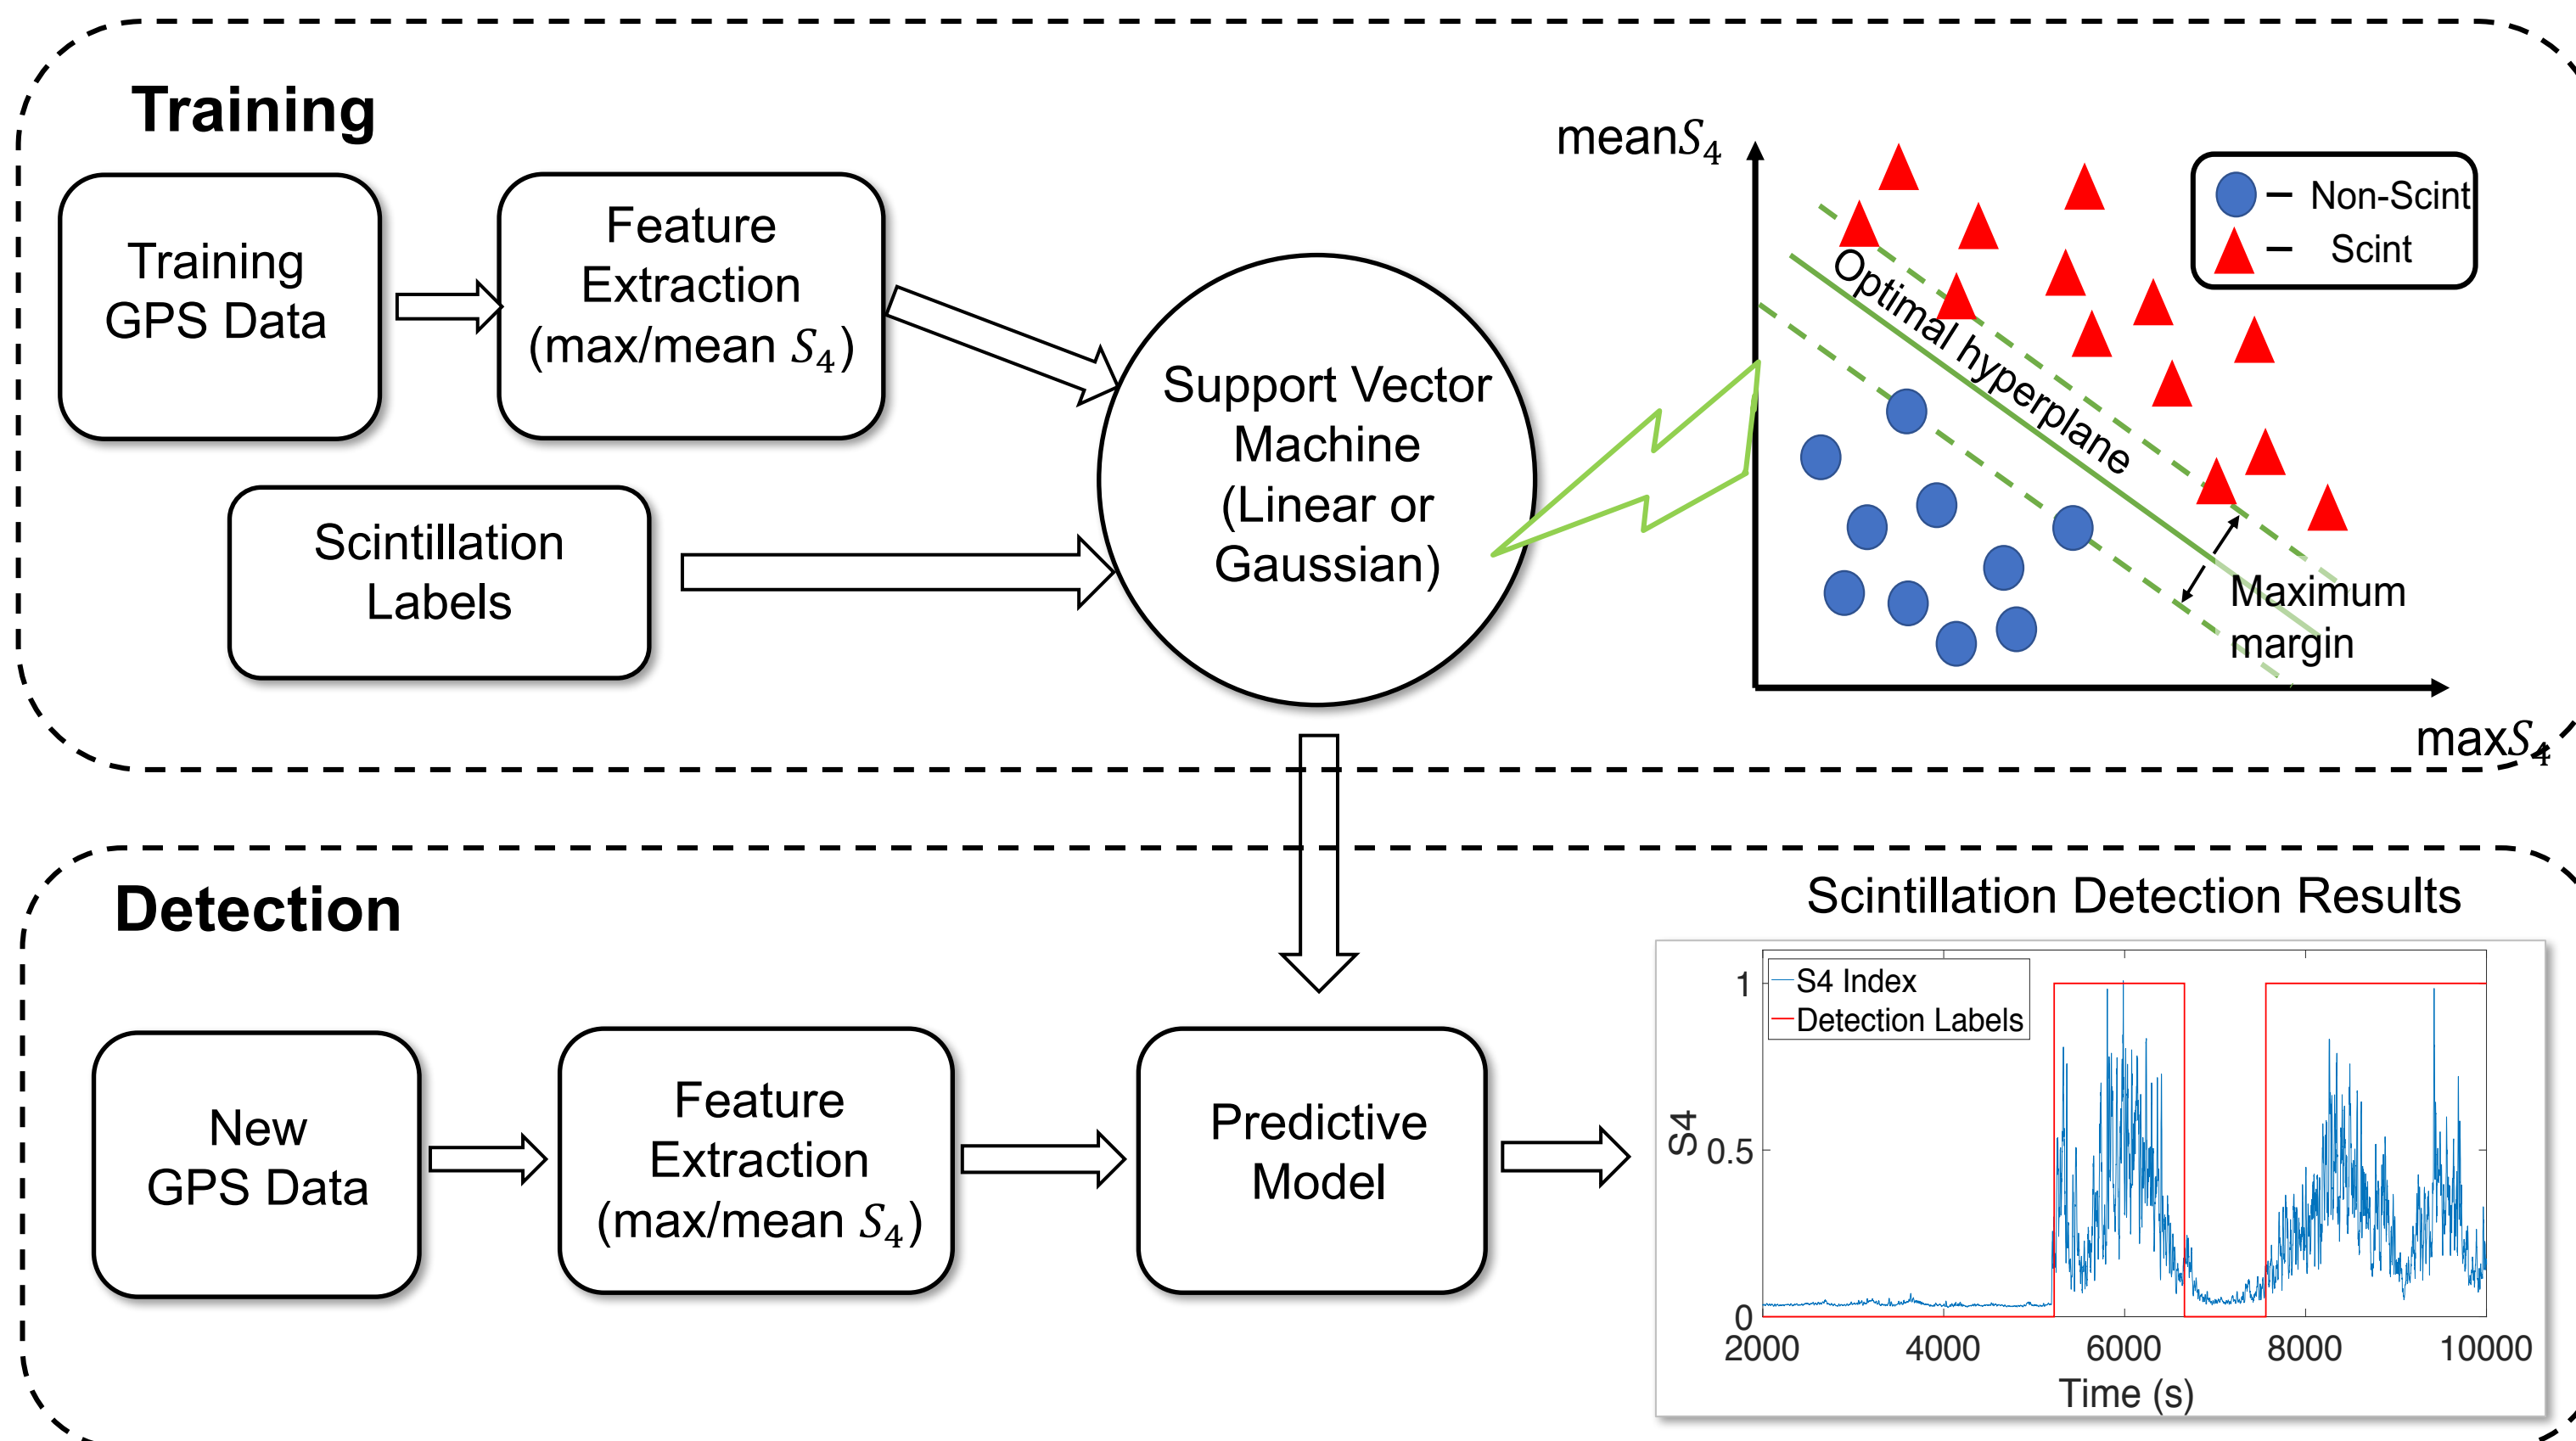 Training
Training
GPS Data
Feature
Extraction
(max/mean S₄)
Scintillation
Labels
Support Vector
Machine
(Linear or
Gaussian)
meanS₄
Non-Scint
Scint
Optimal hyperplane
Maximum
margin
maxS₄
Detection
New
GPS Data
Feature
Extraction
(max/mean S₄)
Predictive
Model
Scintillation Detection Results
S4 Index
Detection Labels
S4
1
0.5
0
2000 4000 6000 8000 10000
Time (s)